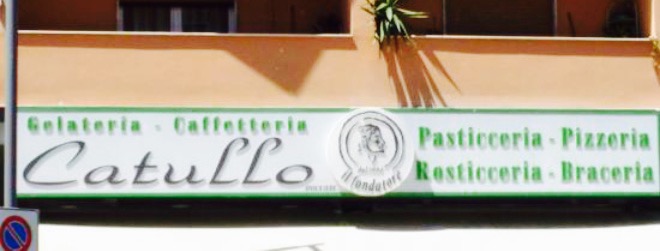 Gelateria - Caffetteria
Catullo
il fondatore
Pasticceria - Pizzeria
Rosticceria - Braceria